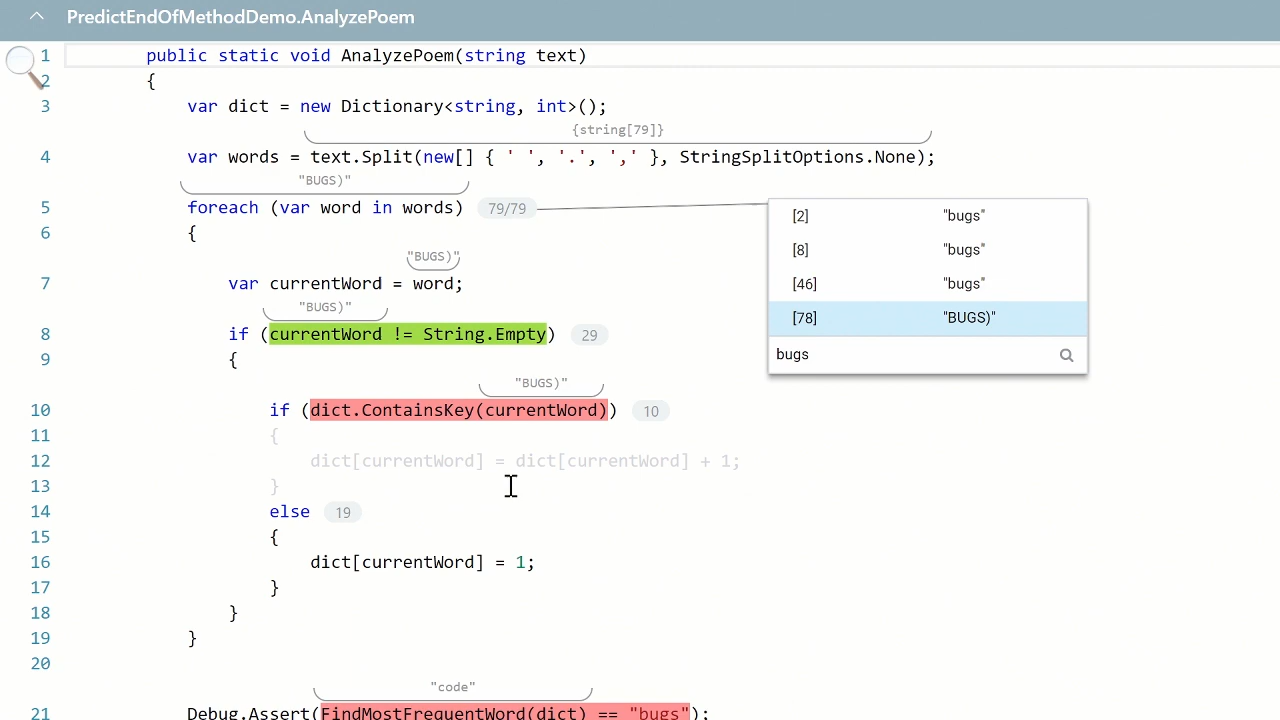 PredictEndOfMethodDemo.AnalyzePoem
1 public static void AnalyzePoem(string text)
2 {
3 var dict = new Dictionary<string, int>();
{string[79]}
4 var words = text.Split(new[] { ' ', '.', ',' }, StringSplitOptions.None);
"BUGS)"
5 foreach (var word in words) 79/79
6 {
"BUGS)"
7 var currentWord = word;
"BUGS)"
8 if (currentWord != String.Empty) 29
9 {
"BUGS)"
10 if (dict.ContainsKey(currentWord)) 10
11 {
12 dict[currentWord] = dict[currentWord] + 1;
13 }
14 else 19
15 {
16 dict[currentWord] = 1;
17 }
18 }
19 }
20
"code"
21 Debug.Assert(FindMostFrequentWord(dict) == "bugs");
[2] "bugs"
[8] "bugs"
[46] "bugs"
[78] "BUGS)"
bugs